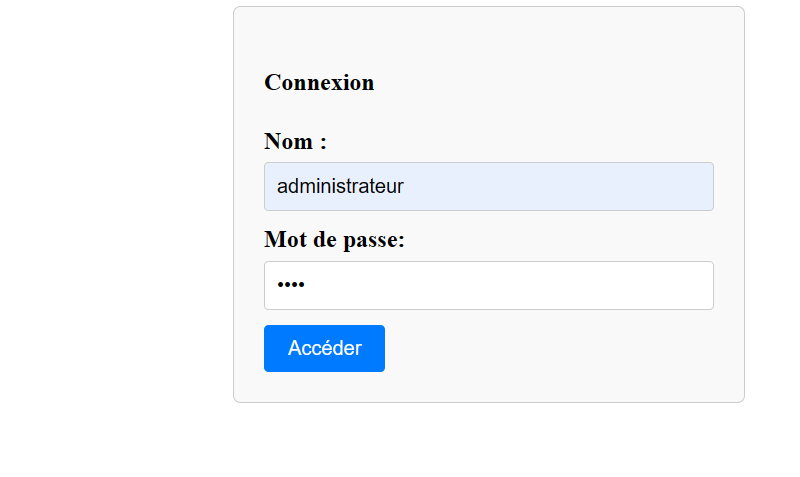 Connexion
Nom :
administrateur
Mot de passe:
••••
Accéder